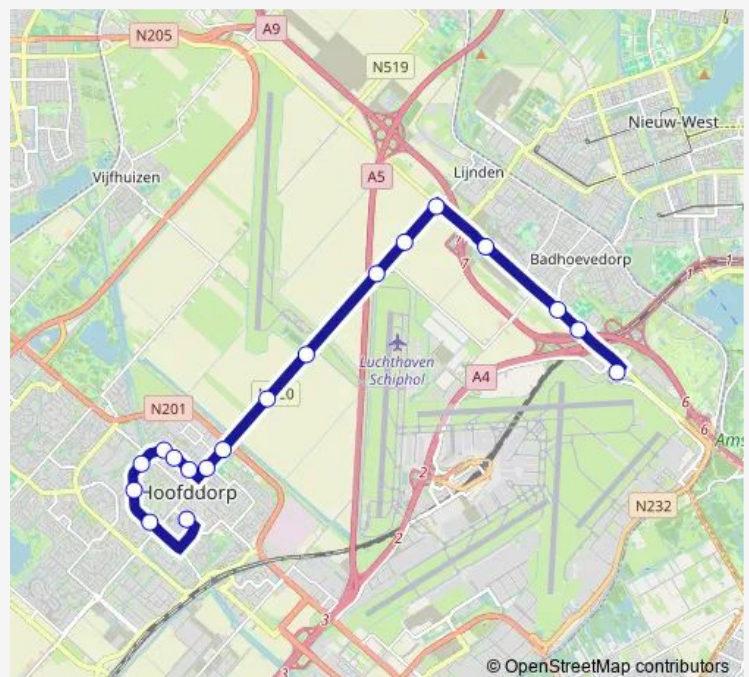 N205
A9
N519
Nieuw-West
Vijfhuizen
A5
Lijnden
7
Badhoevedorp
1
1
Luchthaven
Schiphol
A4
N201
6
6
2
Hoofddorp
N232
2
3
3
© OpenStreetMap contributors